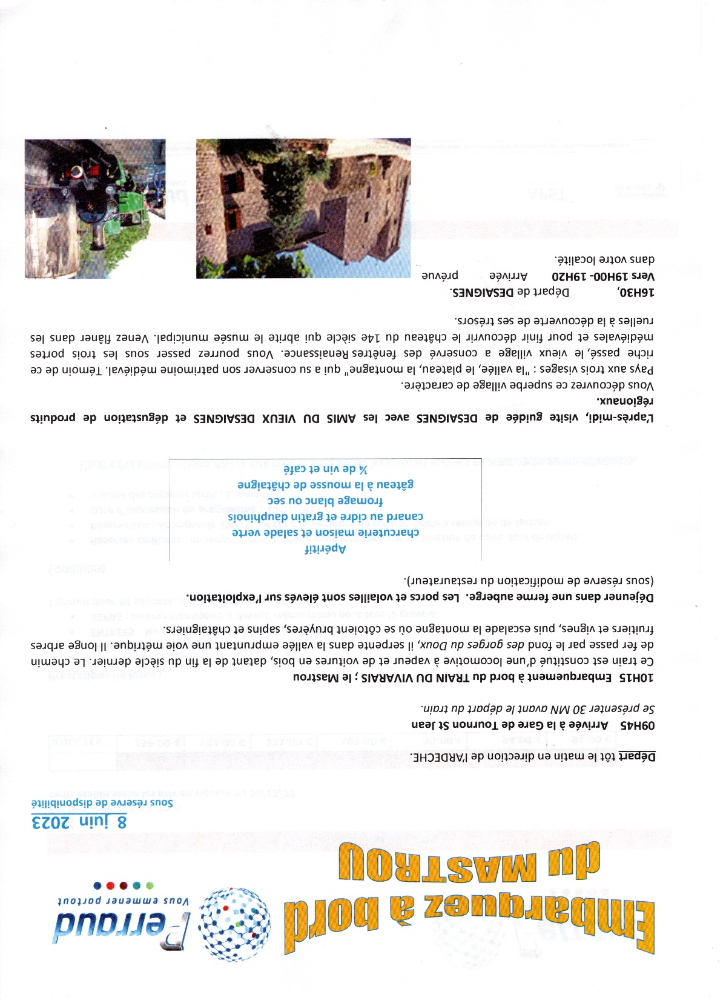 Embarquez à bord
du MASTROU
Perraud
Vous emmener partout
8 juin 2023
Sous réserve de disponibilité
Départ tôt le matin en direction de l'ARDECHE.
09H45 Arrivée à la Gare de Tournon St Jean
Se présenter 30 MN avant le départ du train.
10H15 Embarquement à bord du TRAIN DU VIVARAIS ; le Mastrou
Ce train est constitué d'une locomotive à vapeur et de voitures en bois, datant de la fin du siècle dernier. Le chemin
de fer passe par le fond des gorges du Doux, il serpente dans la vallée empruntant une voie métrique. Il longe arbres
fruitiers et vignes, puis escalade la montagne où se côtoient bruyères, sapins et châtaigniers.
Déjeuner dans une ferme auberge. Les porcs et volailles sont élevés sur l'exploitation.
(sous réserve de modification du restaurateur).
Apéritif
charcuterie maison et salade verte
canard au cidre et gratin dauphinois
fromage blanc ou sec
gâteau à la mousse de châtaigne
¼ de vin et café
L'après-midi, visite guidée de DESAIGNES avec les AMIS DU VIEUX DESAIGNES et dégustation de produits
régionaux.
Vous découvrez ce superbe village de caractère.
Pays aux trois visages : "la vallée, le plateau, la montagne" qui a su conserver son patrimoine médiéval. Témoin de ce
riche passé, le vieux village a conservé des fenêtres Renaissance. Vous pourrez passer sous les trois portes
médiévales et pour finir découvrir le château du 14e siècle qui abrite le musée municipal. Venez flâner dans les
ruelles à la découverte de ses trésors.
16H30, Départ de DESAIGNES.
Vers 19H00- 19H20 Arrivée prévue
dans votre localité.